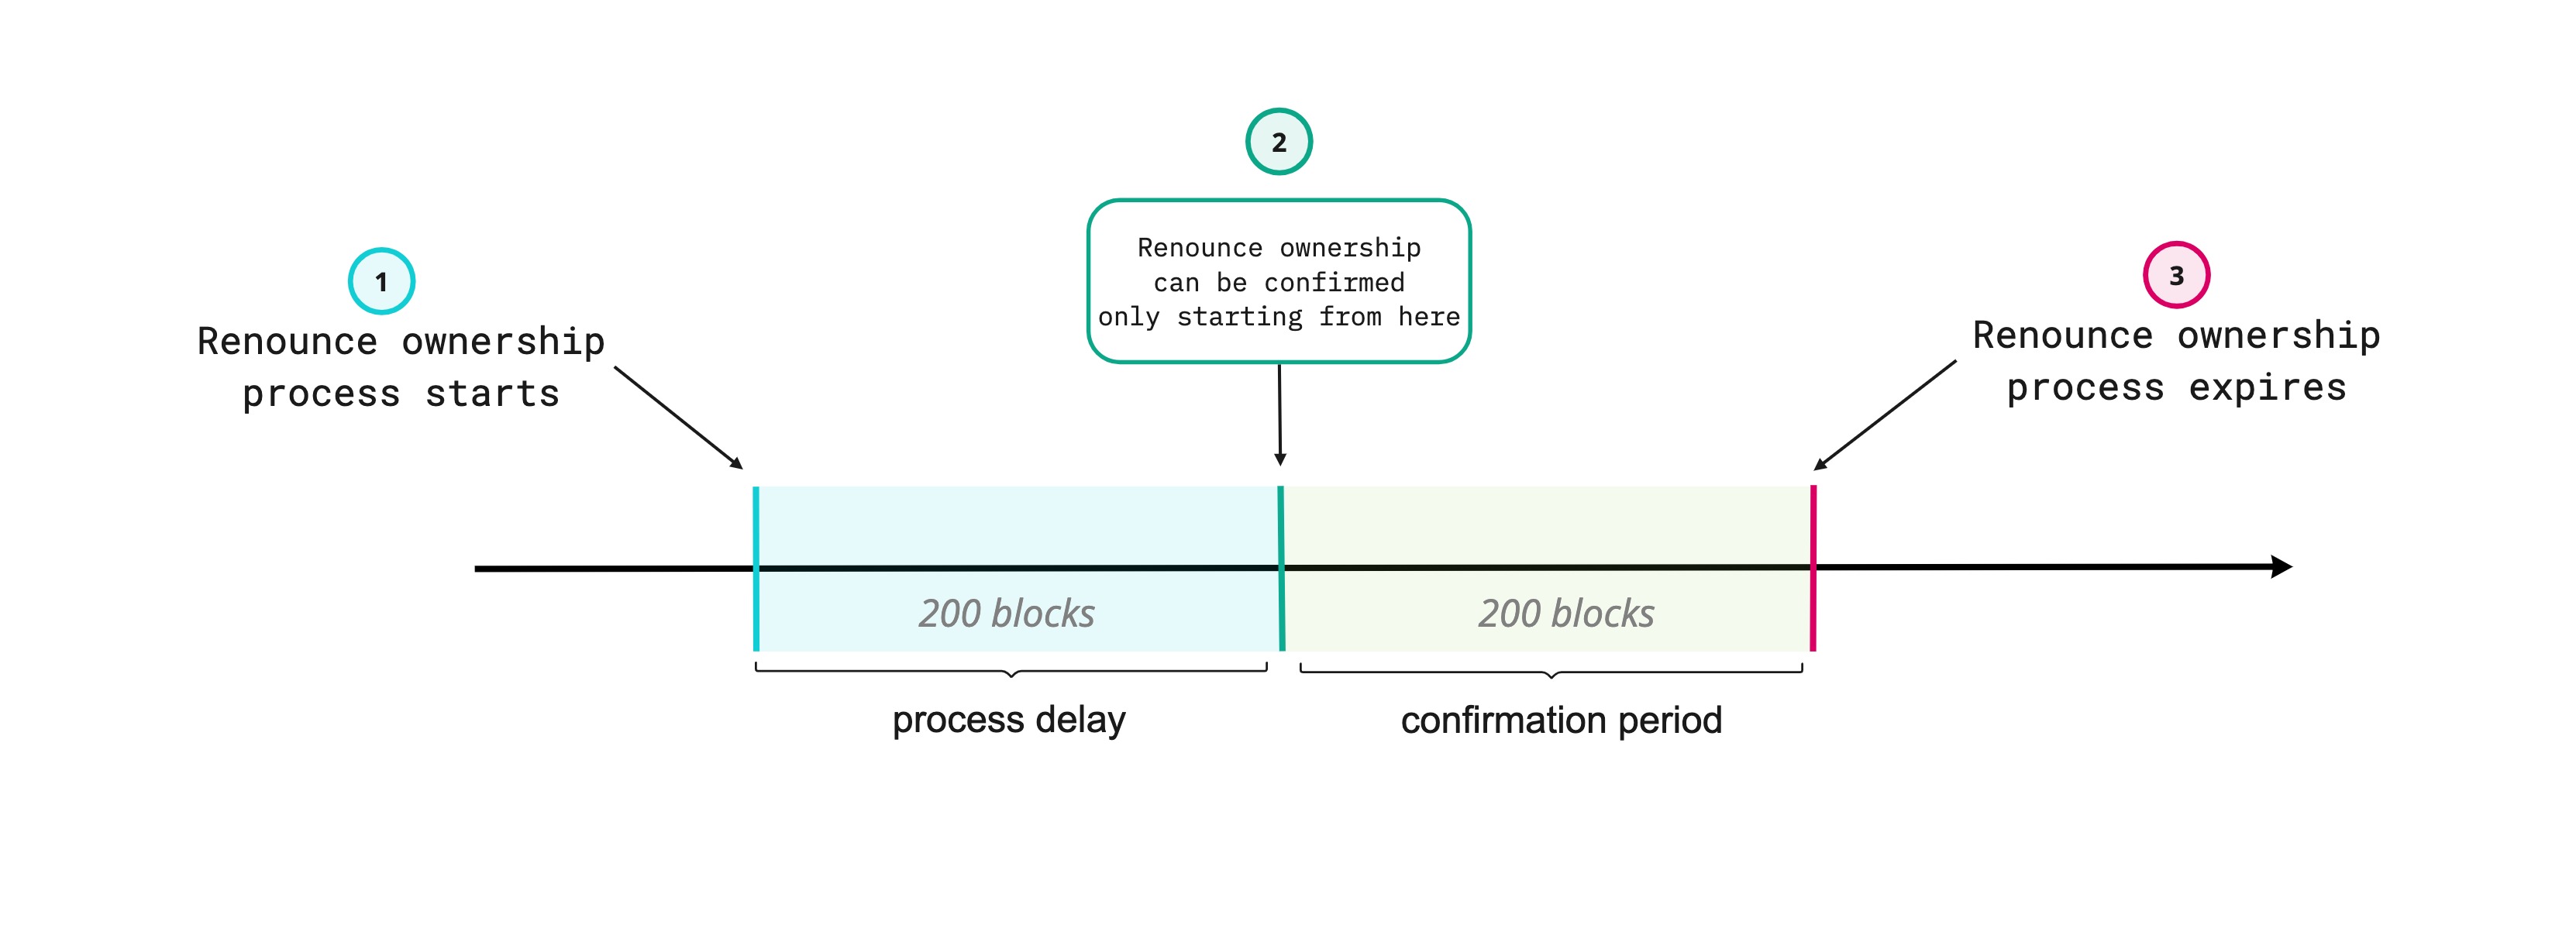 1
Renounce ownership
process starts
2
Renounce ownership
can be confirmed
only starting from here
3
Renounce ownership
process expires
200 blocks
200 blocks
process delay
confirmation period